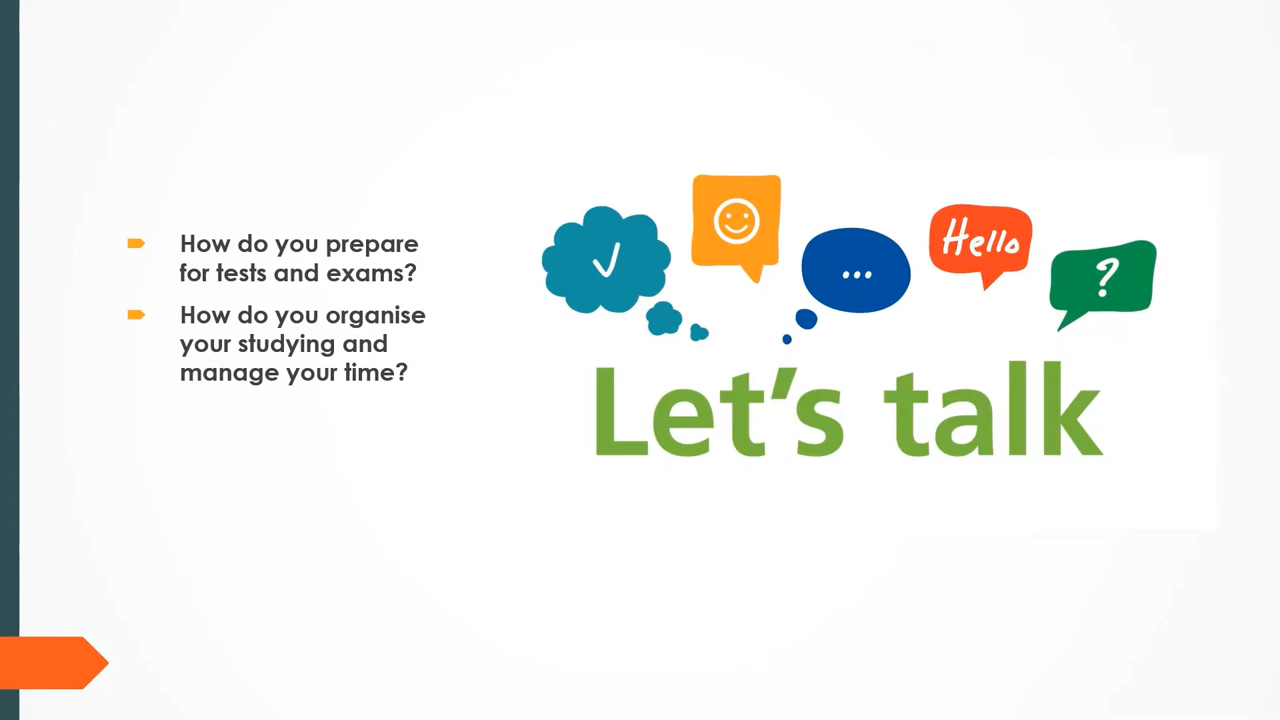 How do you prepare
for tests and exams?
How do you organise
your studying and
manage your time?
Hello
?
Let's talk